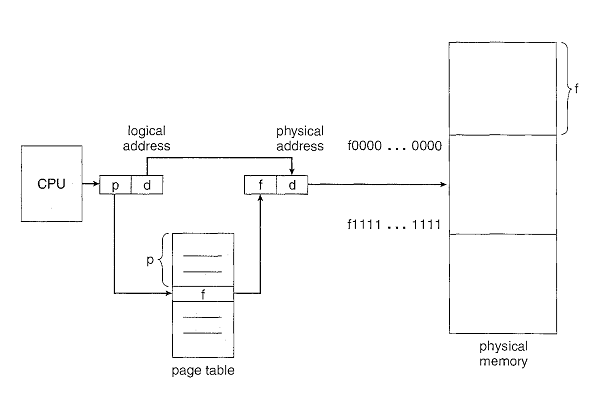 logical
address
physical
address
f0000 ... 0000
f
CPU
p d
f d
f1111 ... 1111
p
f
page table
physical
memory